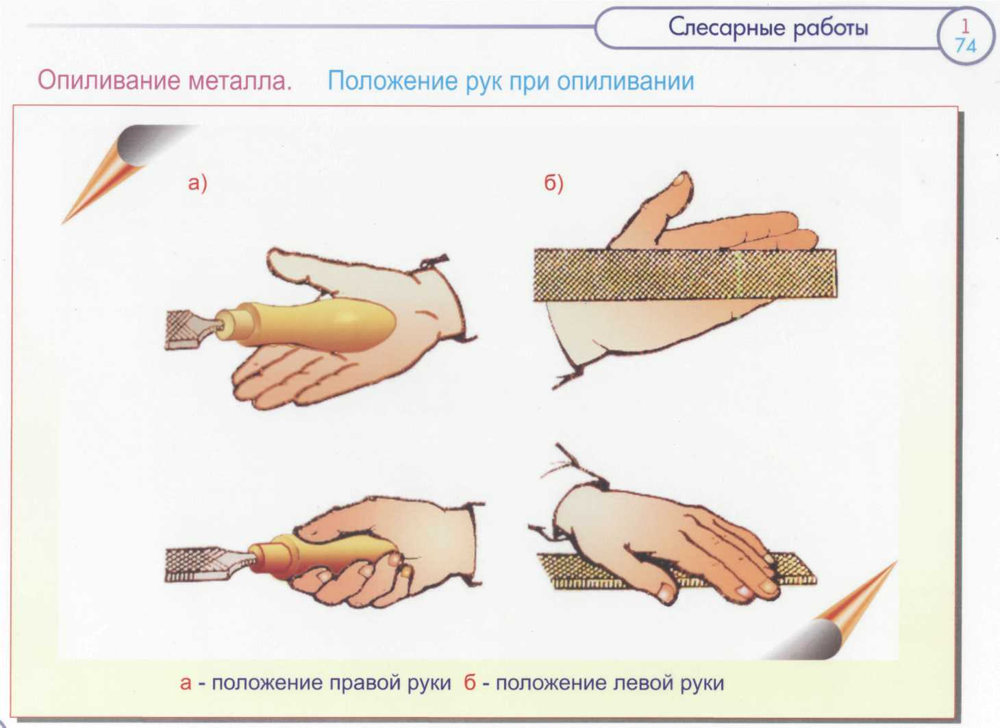 Слесарные работы
1
74
Опиливание металла. Положение рук при опиливании
а)
б)
а - положение правой руки б - положение левой руки